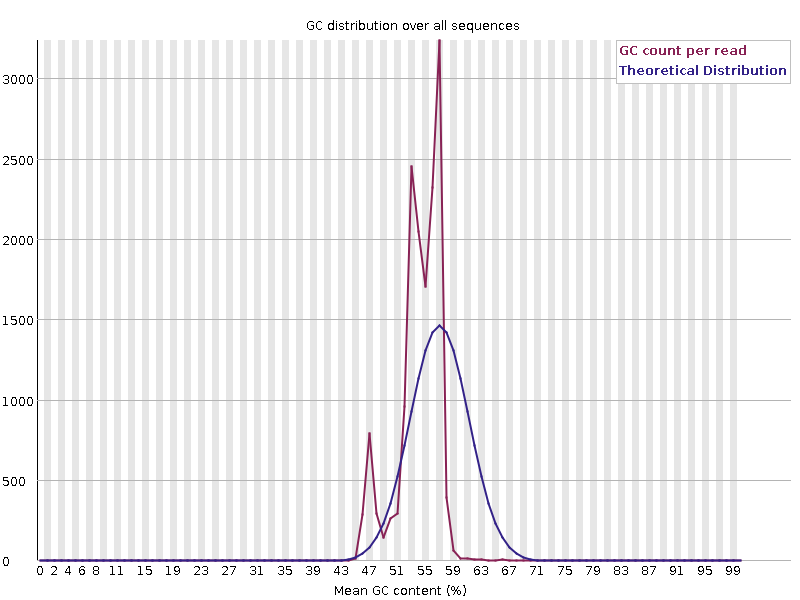 GC distribution over all sequences
GC count per read
Theoretical Distribution
3000
2500
2000
1500
1000
500
0
0 2 4 6 8 11 15 19 23 27 31 35 39 43 47 51 55 59 63 67 71 75 79 83 87 91 95 99
Mean GC content (%)